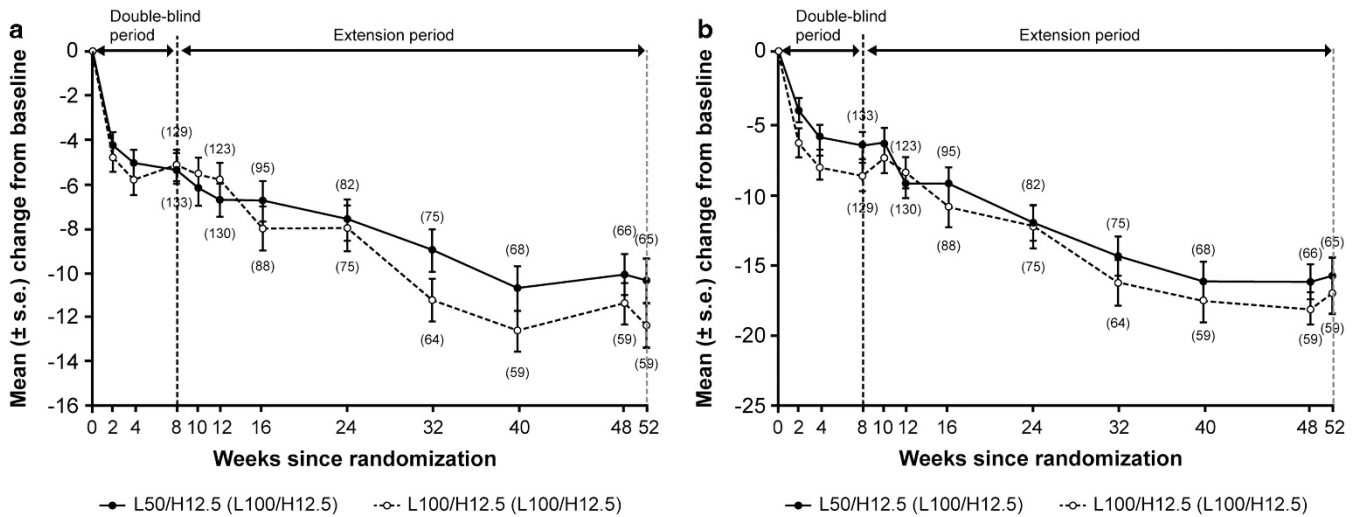 a
Double-blind
period
Extension period
Mean (± s.e.) change from baseline
0
-2
-4
-6
-8
-10
-12
-14
-16
(129)
(133)
(123)
(130)
(95)
(88)
(82)
(75)
(75)
(64)
(68)
(59)
(66)
(59)
(65)
(59)
0 2 4 8 10 12 16 24 32 40 48 52
Weeks since randomization
L50/H12.5 (L100/H12.5) L100/H12.5 (L100/H12.5)
b
Double-blind
period
Extension period
Mean (± s.e.) change from baseline
0
-5
-10
-15
-20
-25
(133)
(129)
(123)
(130)
(95)
(88)
(82)
(75)
(75)
(64)
(68)
(59)
(66)
(59)
(65)
(59)
0 2 4 8 10 12 16 24 32 40 48 52
Weeks since randomization
L50/H12.5 (L100/H12.5) L100/H12.5 (L100/H12.5)